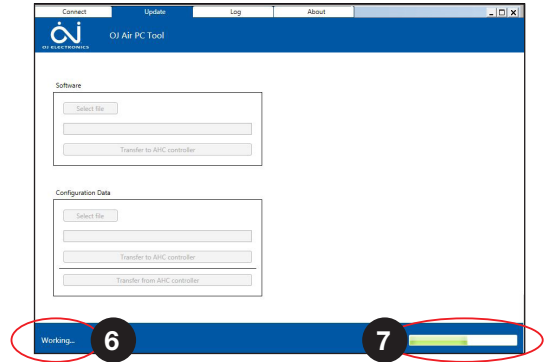 Connect Update Log About
OJ ELECTRONICS
OJ Air PC Tool
Software
Select file
Transfer to AHC controller
Configuration Data
Select file
Transfer to AHC controller
Transfer from AHC controller
Working... 6 7